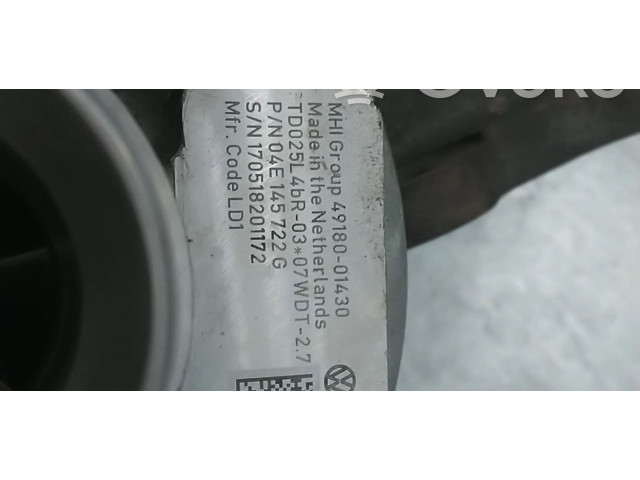 MHI Group 49180-01430
Made in the Netherlands
TD025L4bR-03*07WDT-2.7
P/N 04E 145 722 G
S/N 170518201172
Mfr. Code LD1